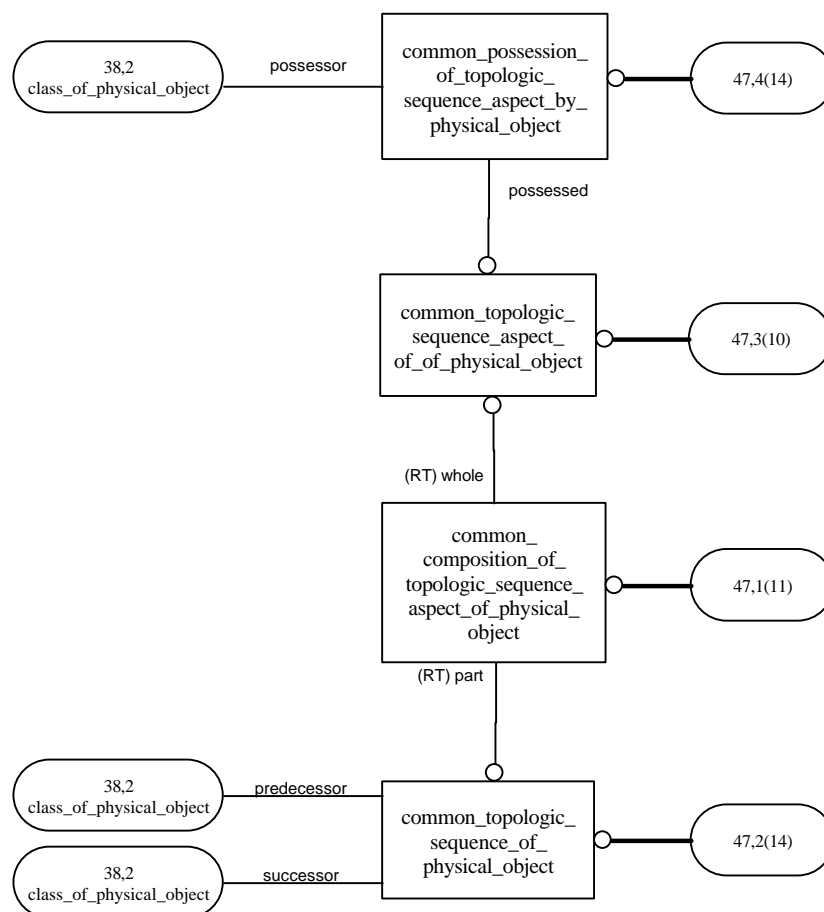 38,2
class_of_physical_object
possessor
common_possession_
of_topologic_
sequence_aspect_by_
physical_object
47,4(14)
possessed
common_topologic_
sequence_aspect_
of_of_physical_object
47,3(10)
(RT) whole
common_
composition_of_
topologic_sequence_
aspect_of_physical_
object
47,1(11)
(RT) part
38,2
class_of_physical_object
predecessor
common_topologic_
sequence_of_
physical_object
47,2(14)
38,2
class_of_physical_object
successor